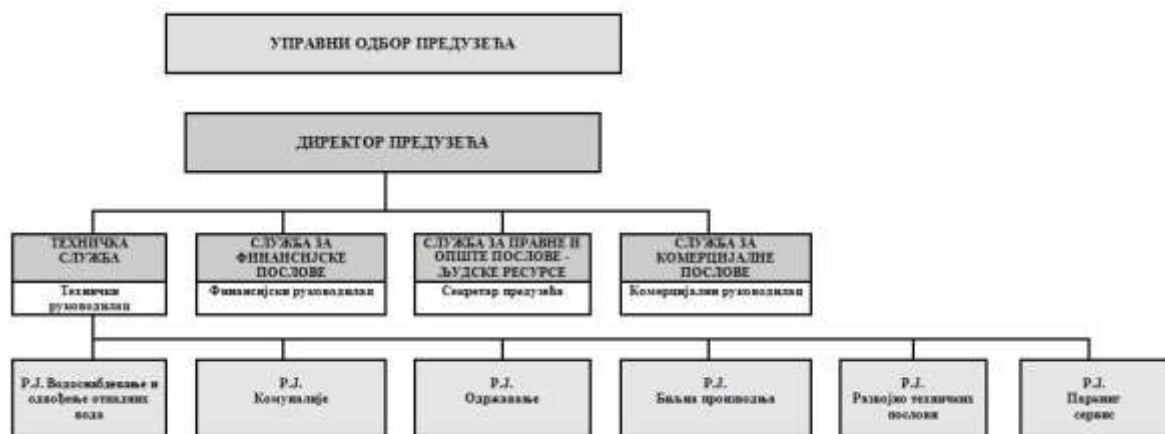 УПРАВНИ ОДБОР ПРЕДУЗЕЋА
ДИРЕКТОР ПРЕДУЗЕЋА
ТЕХНИЧКА
СЛУЖБА
Технички
руководилац
СЛУЖБА ЗА
ФИНАНСИЈСКЕ
ПОСЛОВЕ
Финансијски руководилац
СЛУЖБА ЗА ПРАВНЕ И
ОПШТЕ ПОСЛОВЕ -
ЉУДСКЕ РЕСУРСЕ
Секретар предузећа
СЛУЖБА ЗА
КОМЕРЦИЈАЛНЕ
ПОСЛОВЕ
Комерцијални руководилац
Р.Ј. Водоснабдевање и
одвођење отпадних
вода
Р.Ј.
Комуналије
Р.Ј.
Одржавање
Р.Ј.
Биљна производња
Р.Ј.
Развојно техничких
послови
Р.Ј.
Паркинг
сервис